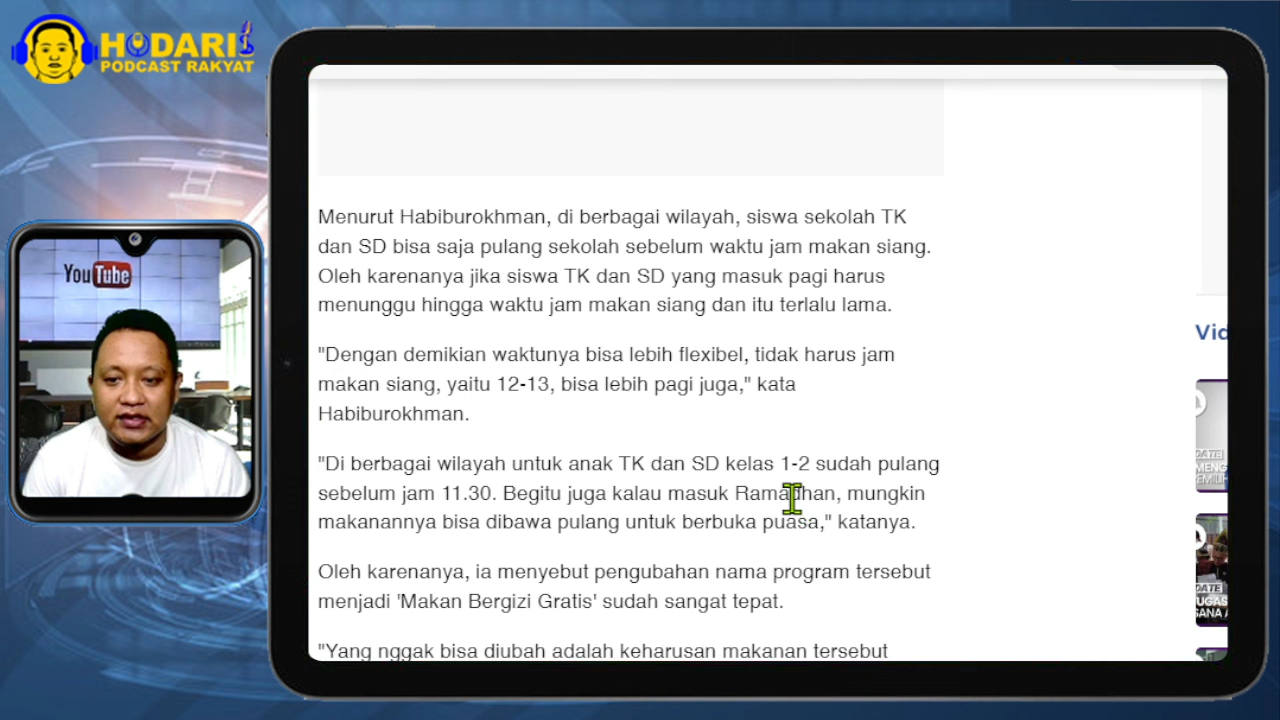 HODARI
PODCAST RAKYAT
YouTube
Menurut Habiburokhman, di berbagai wilayah, siswa sekolah TK
dan SD bisa saja pulang sekolah sebelum waktu jam makan siang.
Oleh karenanya jika siswa TK dan SD yang masuk pagi harus
menunggu hingga waktu jam makan siang dan itu terlalu lama.
"Dengan demikian waktunya bisa lebih flexibel, tidak harus jam
makan siang, yaitu 12-13, bisa lebih pagi juga," kata
Habiburokhman.
"Di berbagai wilayah untuk anak TK dan SD kelas 1-2 sudah pulang
sebelum jam 11.30. Begitu juga kalau masuk Ramadhan, mungkin
makanannya bisa dibawa pulang untuk berbuka puasa," katanya.
Oleh karenanya, ia menyebut pengubahan nama program tersebut
menjadi 'Makan Bergizi Gratis' sudah sangat tepat.
"Yang nggak bisa diubah adalah keharusan makanan tersebut
Vid